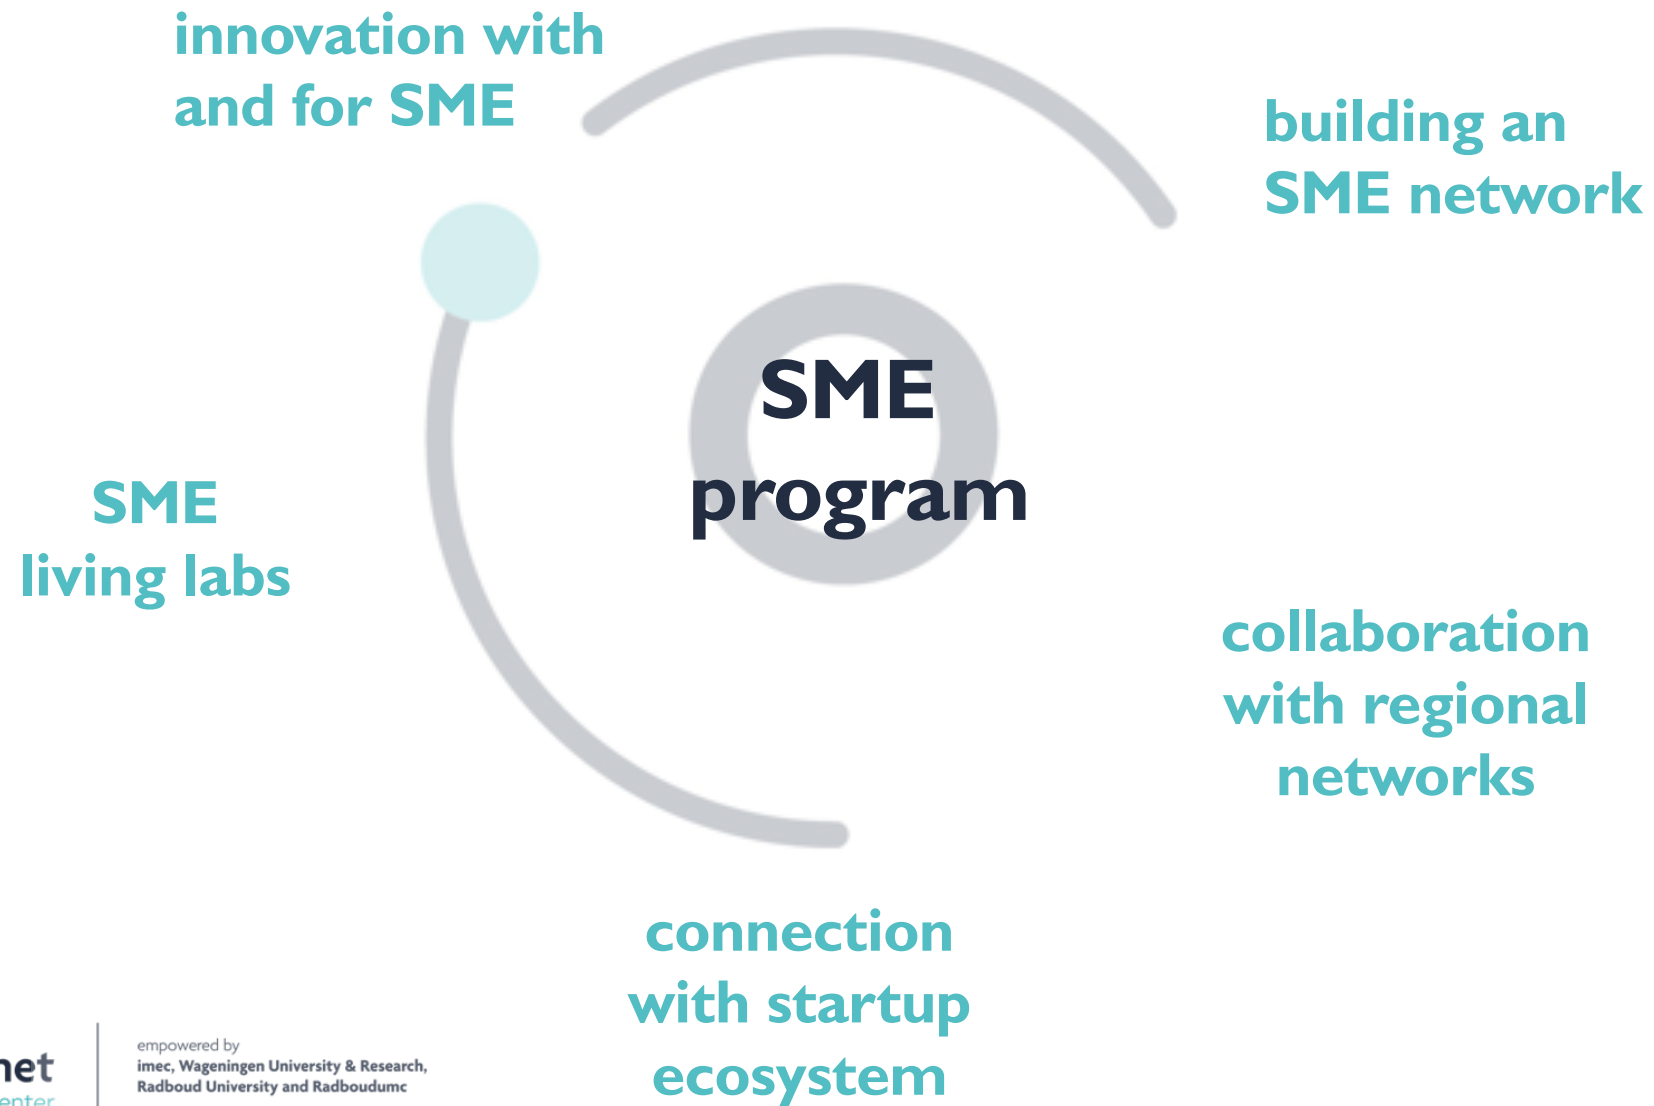 innovation with
and for SME
building an
SME network
SME
program
SME
living labs
collaboration
with regional
networks
connection
with startup
ecosystem
empowered by
imec, Wageningen University & Research,
Radboud University and Radboudumc